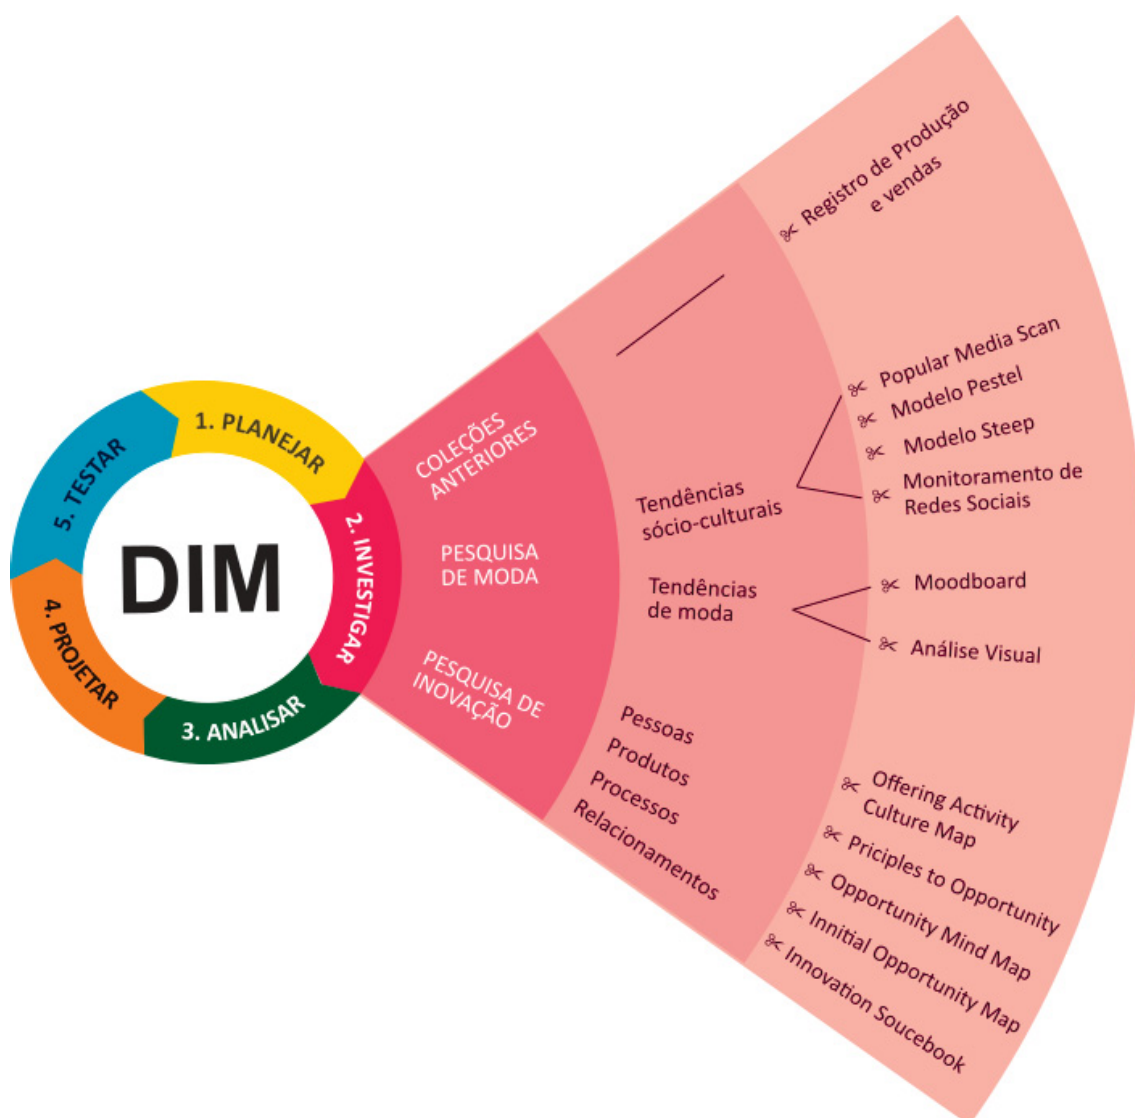 DIM
1. PLANEJAR
2. INVESTIGAR
3. ANALISAR
4. PROJETAR
5. TESTAR
COLEÇÕES
ANTERIORES
PESQUISA
DE MODA
PESQUISA DE
INOVAÇÃO
Tendências
sócio-culturais
Tendências
de moda
Pessoas
Produtos
Processos
Relacionamentos
Registro de Produção
e vendas
Popular Media Scan
Modelo Pestel
Modelo Steep
Monitoramento de
Redes Sociais
Moodboard
Análise Visual
Offering Activity
Culture Map
Priciples to Opportunity
Opportunity Mind Map
Innitial Opportunity Map
Innovation Soucebook